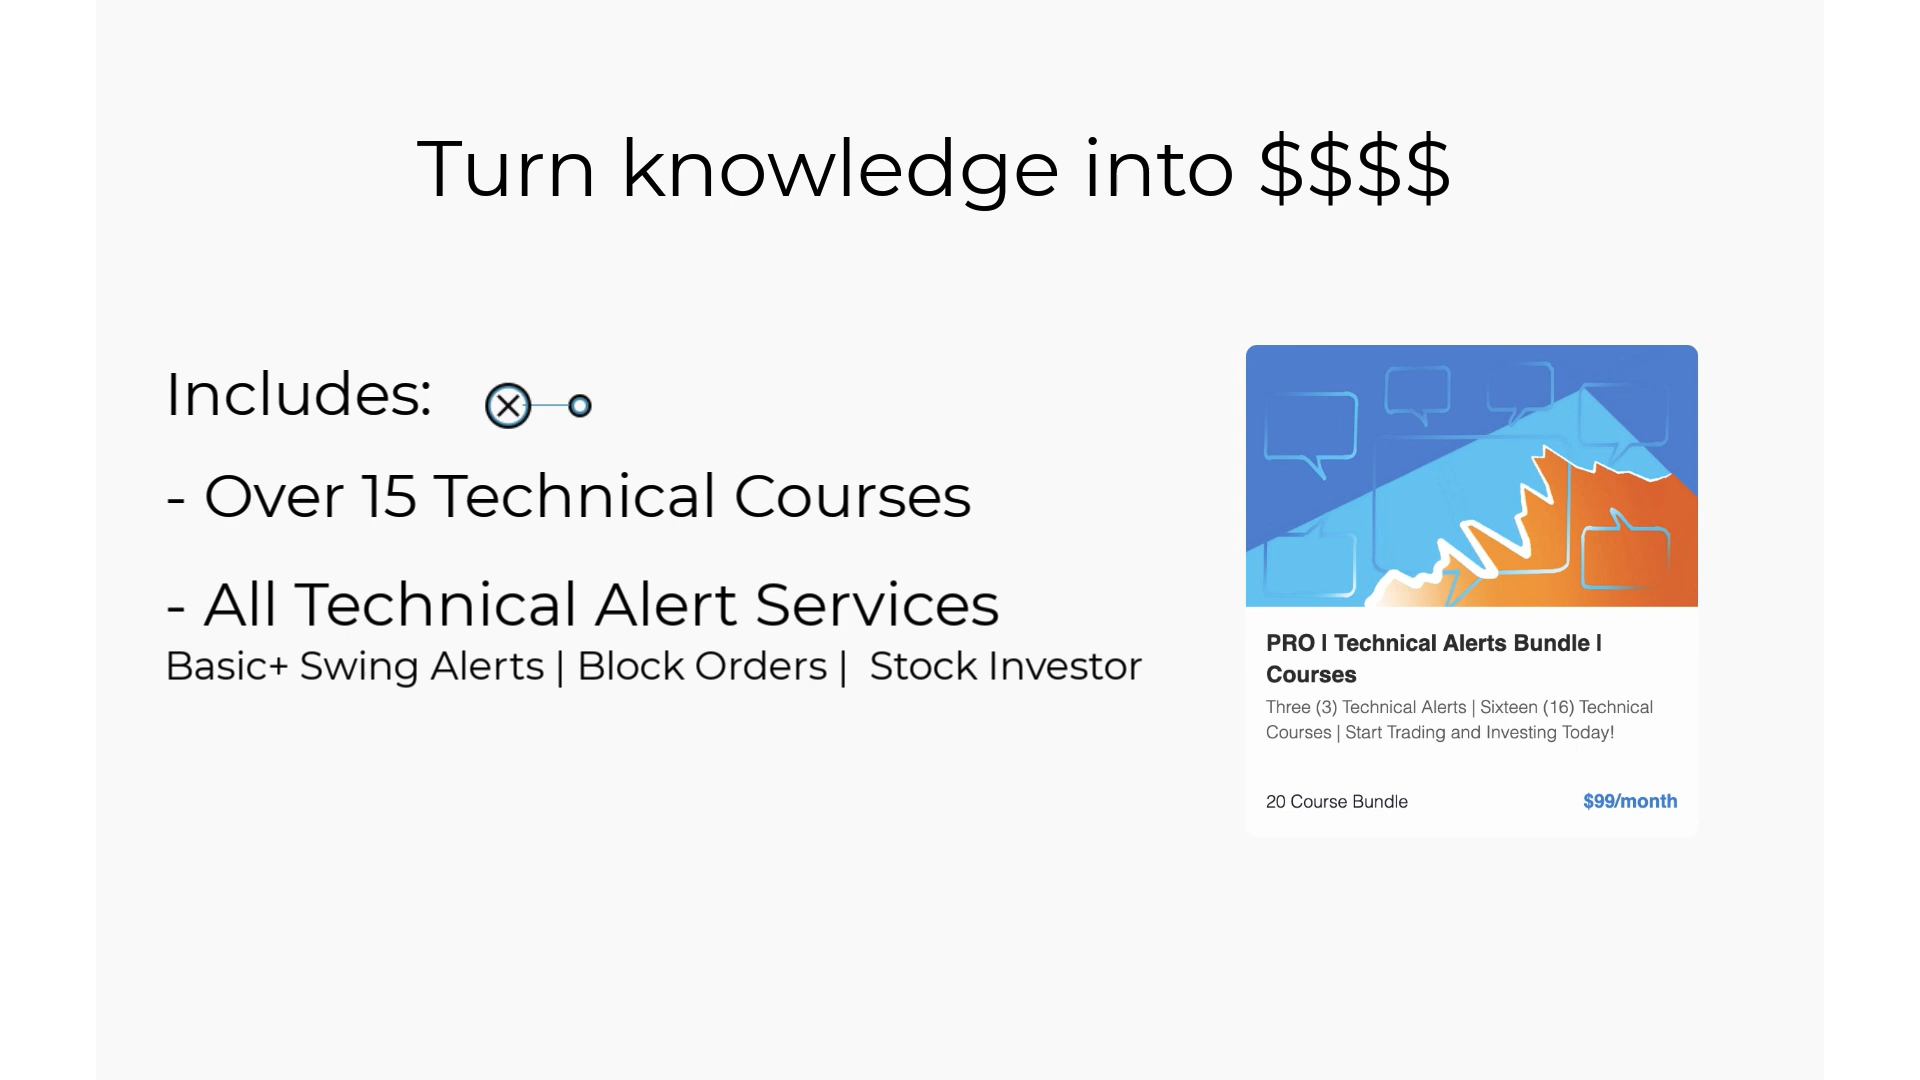 Turn knowledge into $$$$
Includes:
- Over 15 Technical Courses
- All Technical Alert Services
Basic+ Swing Alerts | Block Orders | Stock Investor
PRO l Technical Alerts Bundle l
Courses
Three (3) Technical Alerts | Sixteen (16) Technical
Courses | Start Trading and Investing Today!
20 Course Bundle
$99/month